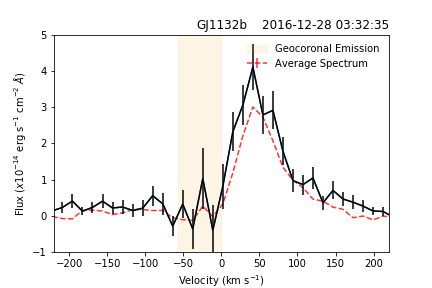 GJ1132b    2016-12-28 03:32:35
Geocoronal Emission
Average Spectrum
Flux (x10⁻¹⁴ erg s⁻¹ cm⁻² Å)
5
4
3
2
1
0
−1
−200 −150 −100 −50 0 50 100 150 200
Velocity (km s⁻¹)